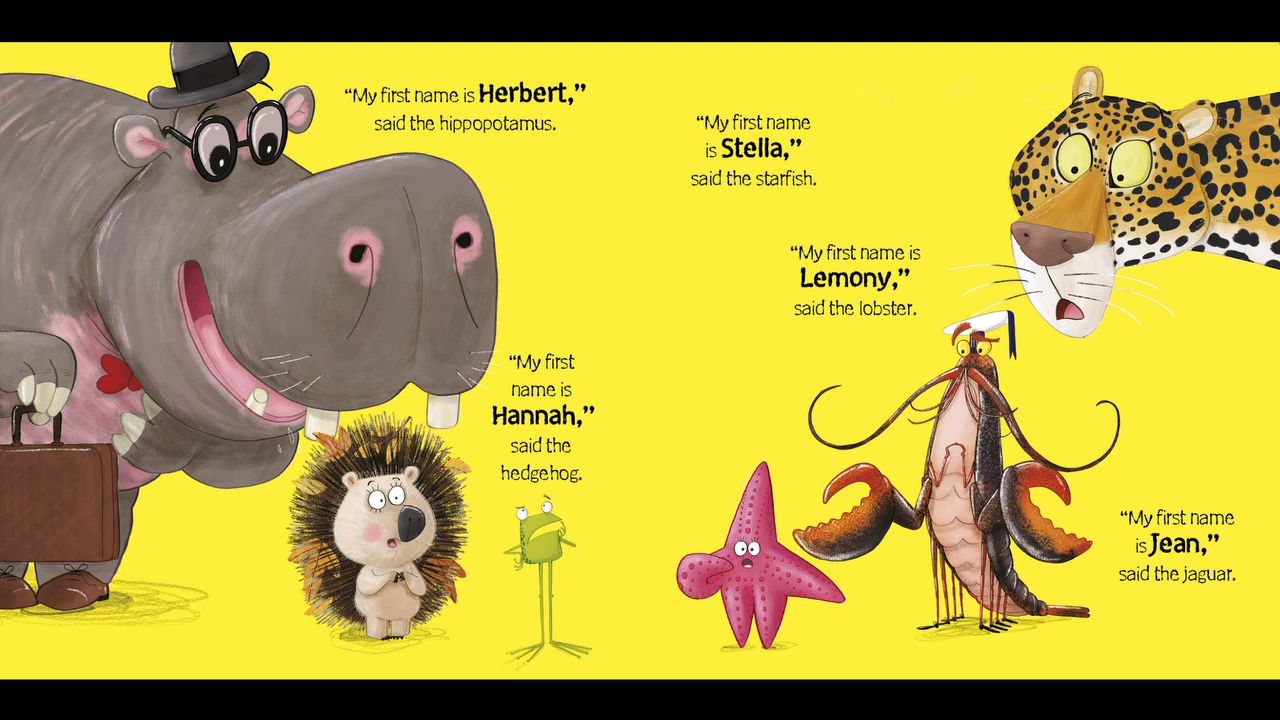 “My first name is Herbert,”
said the hippopotamus.
“My first
name is
Hannah,”
said the
hedgehog.
“My first name
is Stella,”
said the starfish.
“My first name is
Lemony,”
said the lobster.
“My first name
is Jean,”
said the jaguar.